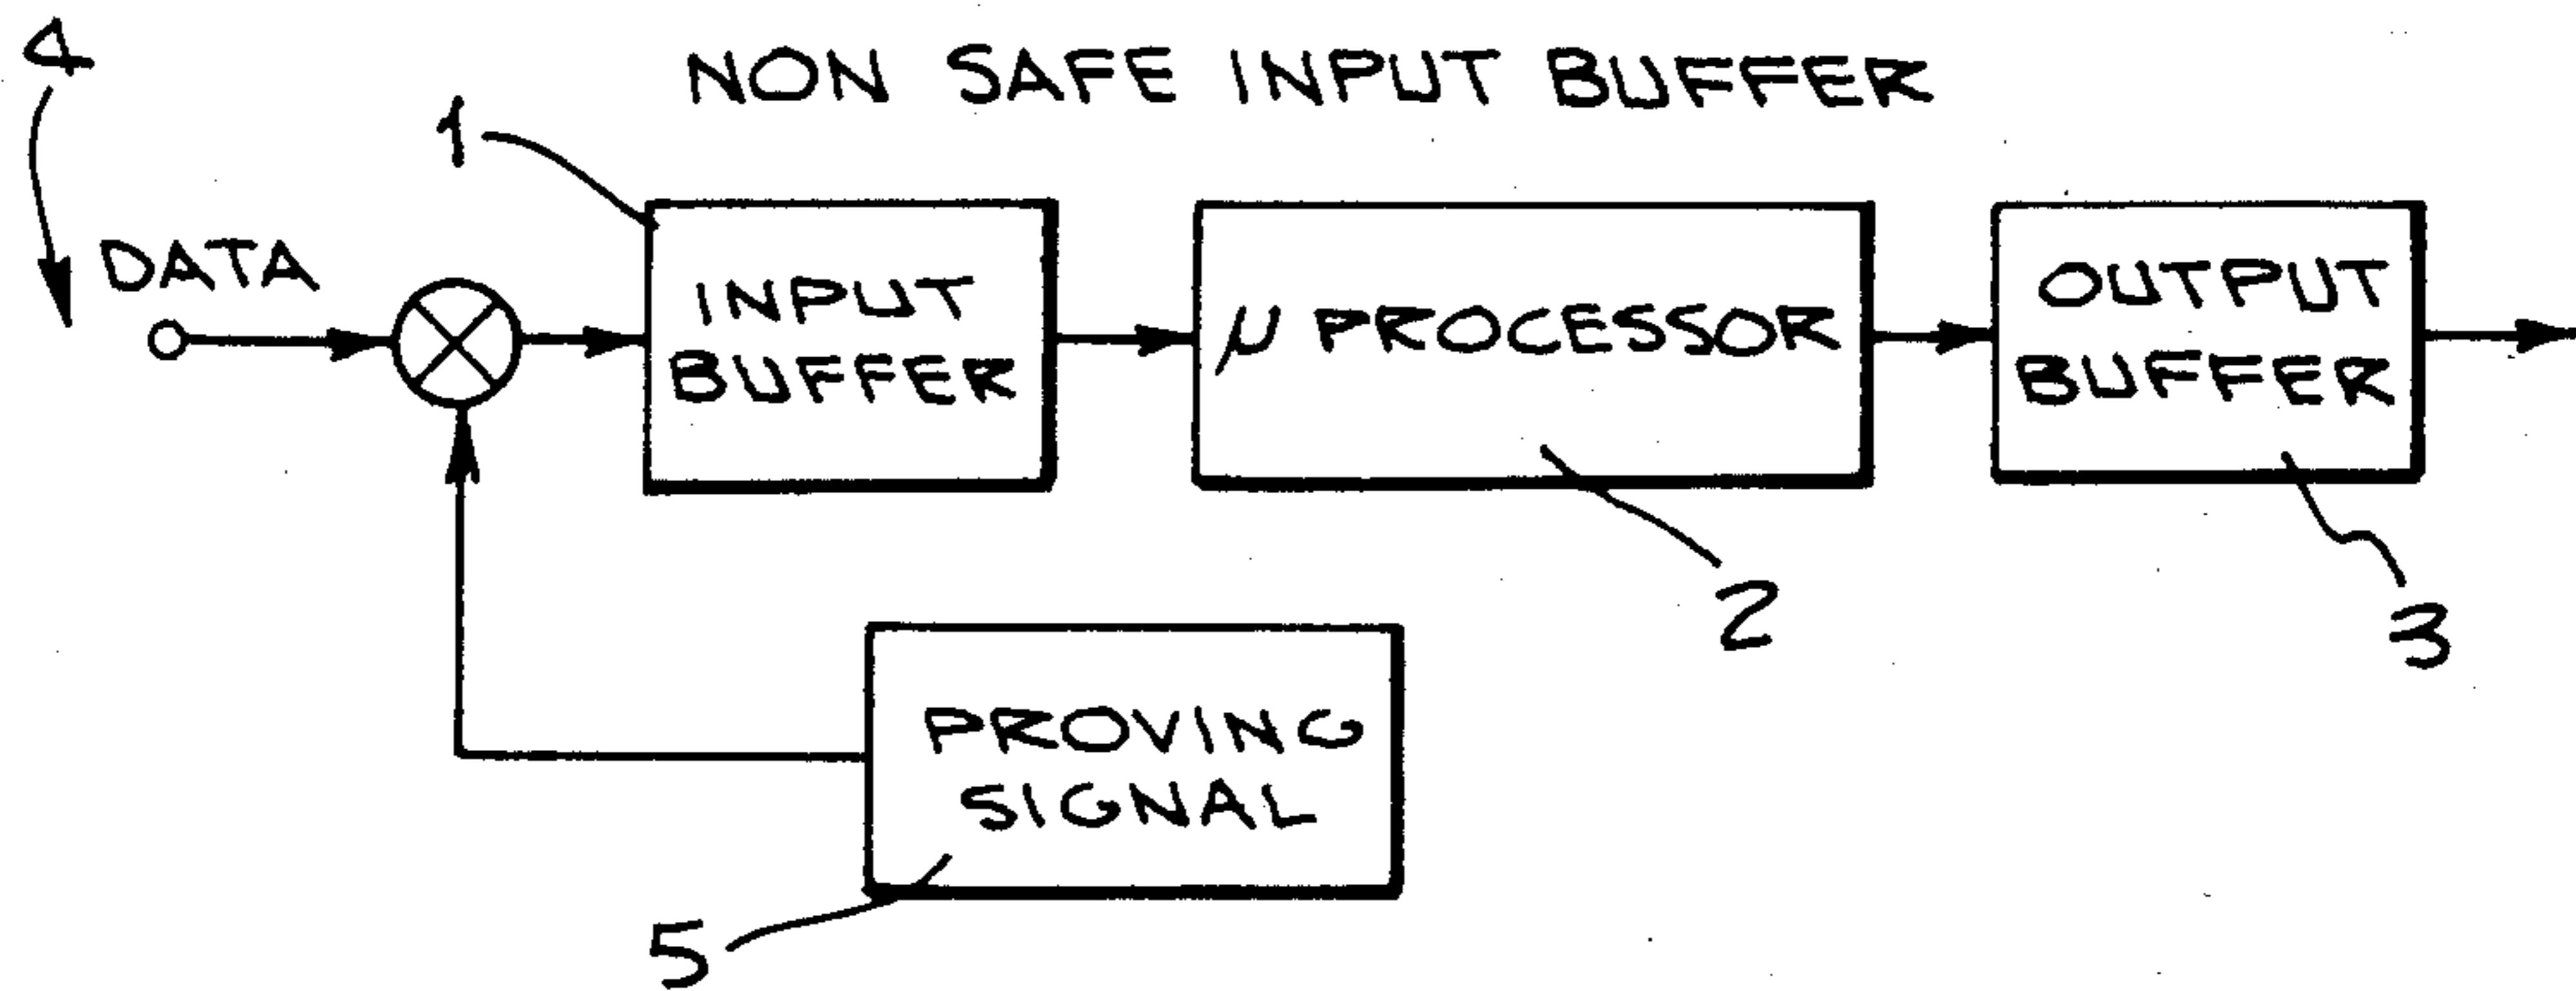 4
NON SAFE INPUT BUFFER
1
DATA
INPUT
BUFFER
μ PROCESSOR
OUTPUT
BUFFER
2
3
PROVING
SIGNAL
5